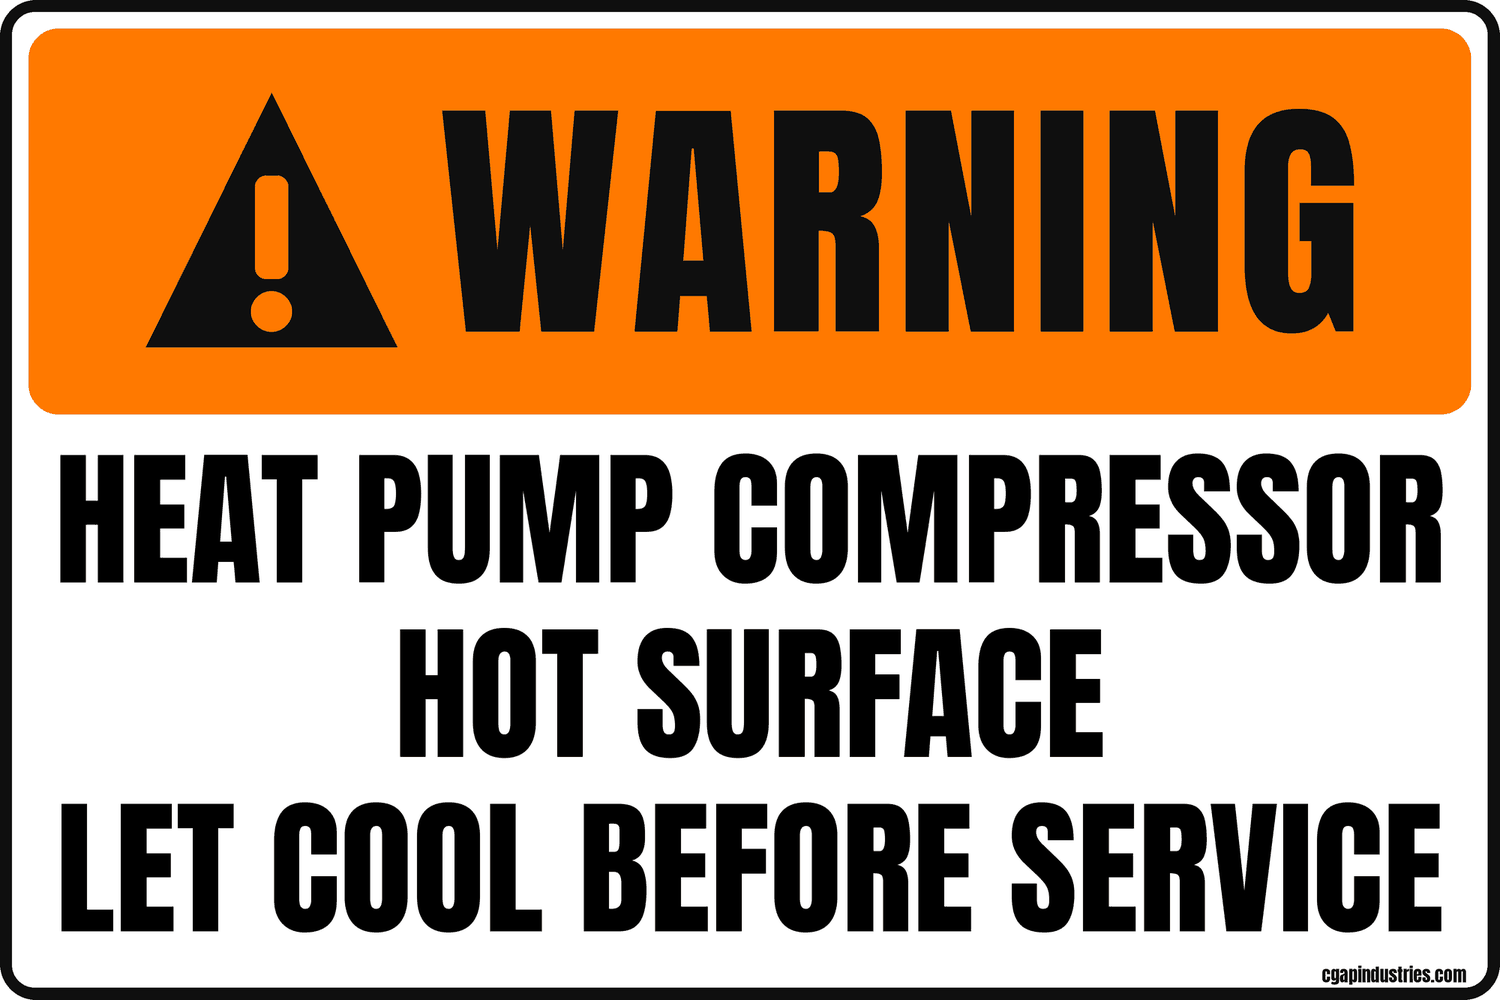 WARNING
HEAT PUMP COMPRESSOR
HOT SURFACE
LET COOL BEFORE SERVICE
cgapindustries.com